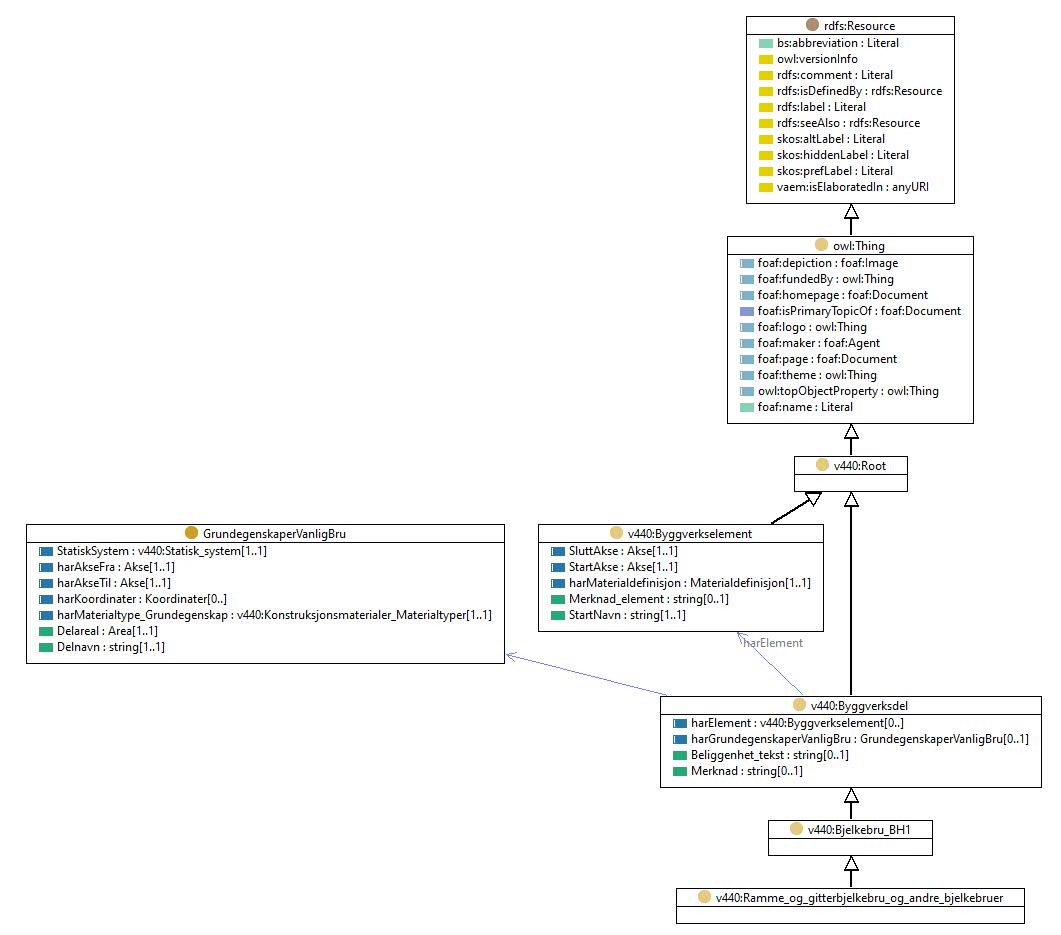 rdfs:Resource
bs:abbreviation : Literal
owl:versionInfo
rdfs:comment : Literal
rdfs:isDefinedBy : rdfs:Resource
rdfs:label : Literal
rdfs:seeAlso : rdfs:Resource
skos:altLabel : Literal
skos:hiddenLabel : Literal
skos:prefLabel : Literal
vaem:isElaboratedIn : anyURI
owl:Thing
foaf:depiction : foaf:Image
foaf:fundedBy : owl:Thing
foaf:homepage : foaf:Document
foaf:isPrimaryTopicOf : foaf:Document
foaf:logo : owl:Thing
foaf:maker : foaf:Agent
foaf:page : foaf:Document
foaf:theme : owl:Thing
owl:topObjectProperty : owl:Thing
foaf:name : Literal
v440:Root
GrundegenskaperVanligBru
StatiskSystem : v440:Statisk_system[1..1]
harAkseFra : Akse[1..1]
harAkseTil : Akse[1..1]
harKoordinater : Koordinater[0..]
harMaterialtype_Grundegenskap : v440:Konstruksjonsmaterialer_Materialtyper[1..1]
Delareal : Area[1..1]
Delnavn : string[1..1]
v440:Byggverkselement
SluttAkse : Akse[1..1]
StartAkse : Akse[1..1]
harMaterialdefinisjon : Materialdefinisjon[1..1]
Merknad_element : string[0..1]
StartNavn : string[1..1]
harElement
v440:Byggverksdel
harElement : v440:Byggverkselement[0..]
harGrundegenskaperVanligBru : GrundegenskaperVanligBru[0..1]
Beliggenhet_tekst : string[0..1]
Merknad : string[0..1]
v440:Bjelkebru_BH1
v440:Ramme_og_gitterbjelkebru_og_andre_bjelkebruer